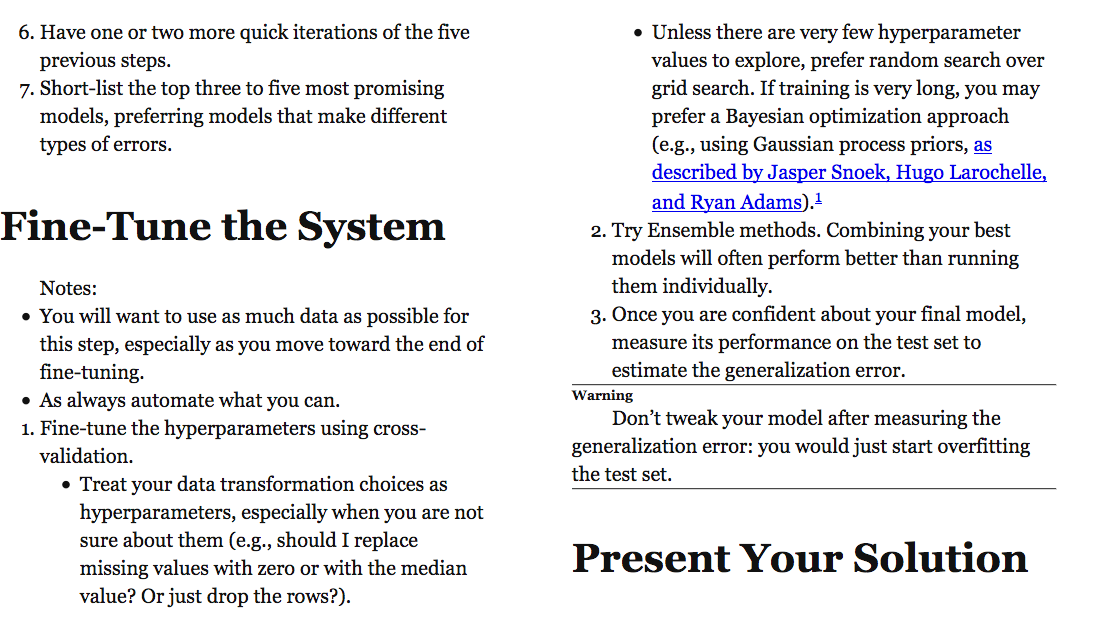 6. Have one or two more quick iterations of the five
previous steps.
7. Short-list the top three to five most promising
models, preferring models that make different
types of errors.
Fine-Tune the System
Notes:
• You will want to use as much data as possible for
this step, especially as you move toward the end of
fine-tuning.
• As always automate what you can.
1. Fine-tune the hyperparameters using cross-
validation.
• Treat your data transformation choices as
hyperparameters, especially when you are not
sure about them (e.g., should I replace
missing values with zero or with the median
value? Or just drop the rows?).
• Unless there are very few hyperparameter
values to explore, prefer random search over
grid search. If training is very long, you may
prefer a Bayesian optimization approach
(e.g., using Gaussian process priors, as
described by Jasper Snoek, Hugo Larochelle,
and Ryan Adams).1
2. Try Ensemble methods. Combining your best
models will often perform better than running
them individually.
3. Once you are confident about your final model,
measure its performance on the test set to
estimate the generalization error.
Warning
Don’t tweak your model after measuring the
generalization error: you would just start overfitting
the test set.
Present Your Solution